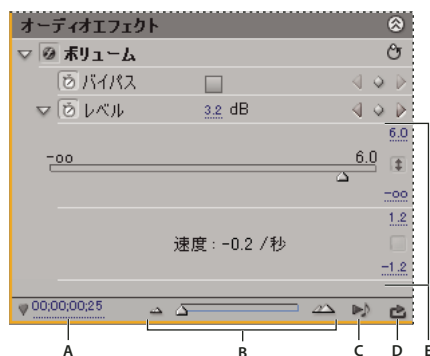 オーディオエフェクト
ボリューム
バイパス
レベル 3.2 dB
6.0
-oo 6.0
-oo
1.2
速度 : -0.2 /秒
-1.2
00;00;00;25
A B C D E